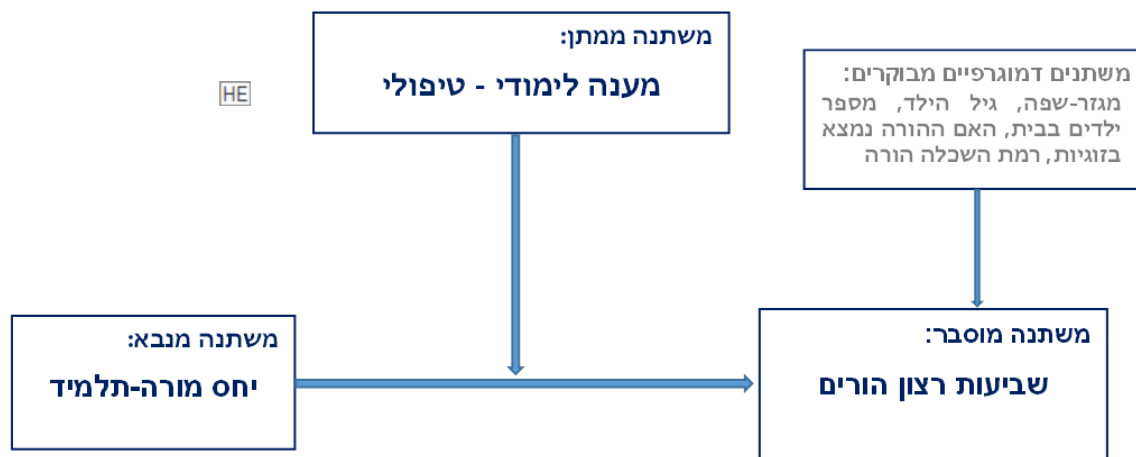 משתנה ממתן:
מענה לימודי - טיפולי
משתנים דמוגרפיים מבוקרים:
מגזר-שפה, גיל הילד, מספר
ילדים בבית, האם ההורה נמצא
בזוגיות, רמת השכלה הורה
HE
משתנה מנבא:
יחס מורה-תלמיד
משתנה מוסבר:
שביעות רצון הורים